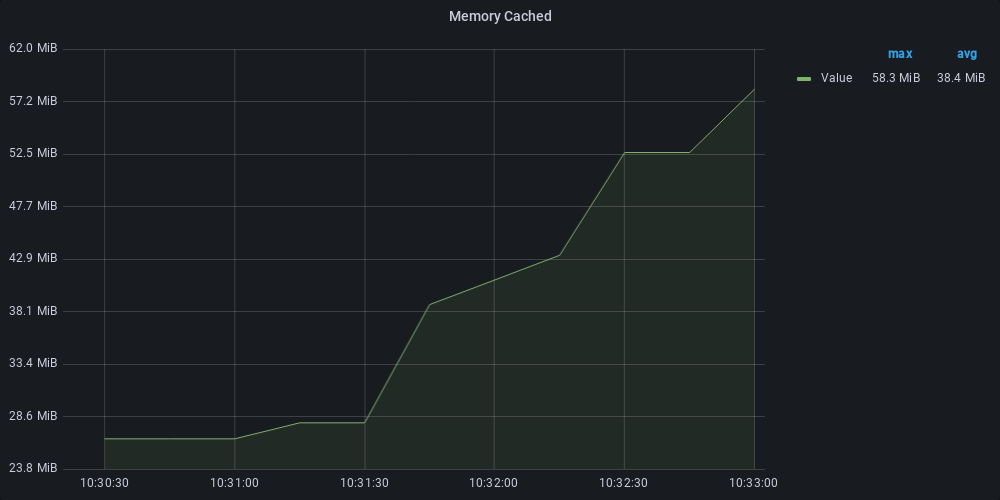 Memory Cached
62.0 MiB
57.2 MiB
52.5 MiB
47.7 MiB
42.9 MiB
38.1 MiB
33.4 MiB
28.6 MiB
23.8 MiB
10:30:30 10:31:00 10:31:30 10:32:00 10:32:30 10:33:00
max avg
Value 58.3 MiB 38.4 MiB